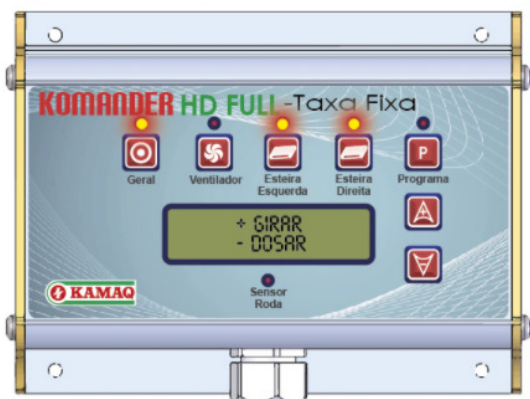 KOMANDER HD FULL -Taxa Fixa
Geral
Ventilador
Esteira
Esquerda
Esteira
Direita
Programa
P
+ GIRAR
- DOSAR
KAMAQ
Sensor
Roda